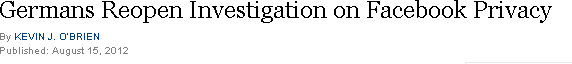 Germans Reopen Investigation on Facebook Privacy
By KEVIN J. O'BRIEN
Published: August 15, 2012